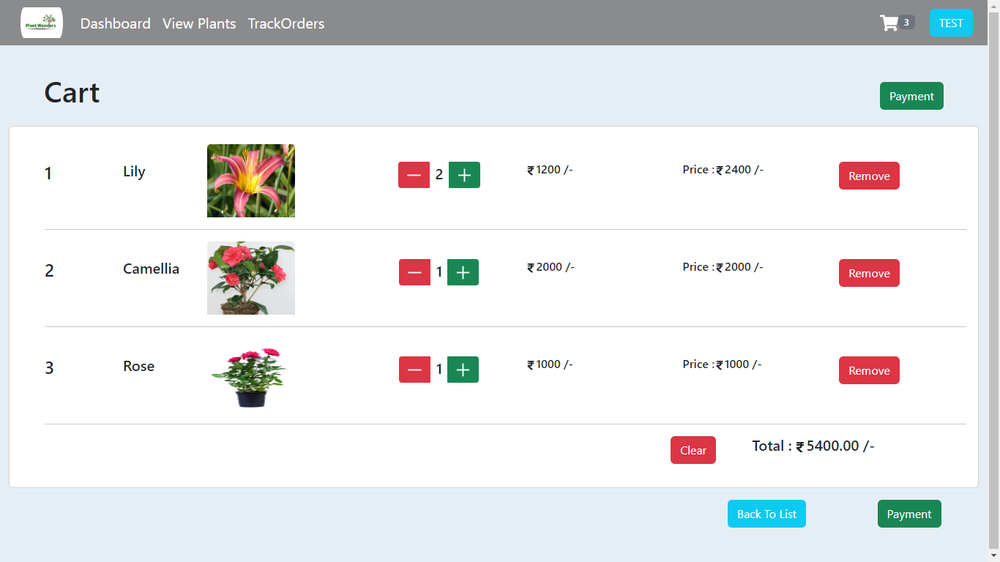 Plant Wonders
Dashboard View Plants TrackOrders 3 TEST
Cart Payment
1 Lily 2 ₹ 1200 /- Price : ₹ 2400 /- Remove
2 Camellia 1 ₹ 2000 /- Price : ₹ 2000 /- Remove
3 Rose 1 ₹ 1000 /- Price : ₹ 1000 /- Remove
Clear Total : ₹ 5400.00 /-
Back To List Payment